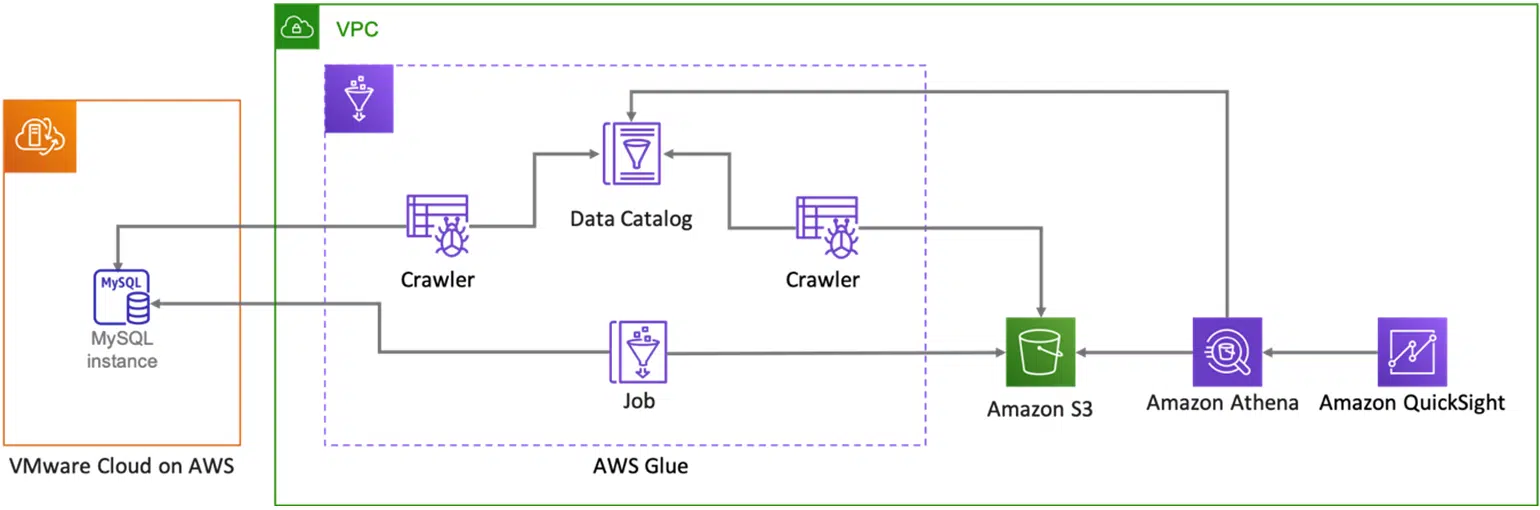 VPC
Data Catalog
Crawler
Crawler
MySQL
MySQL
instance
Job
Amazon S3
Amazon Athena
Amazon QuickSight
VMware Cloud on AWS
AWS Glue